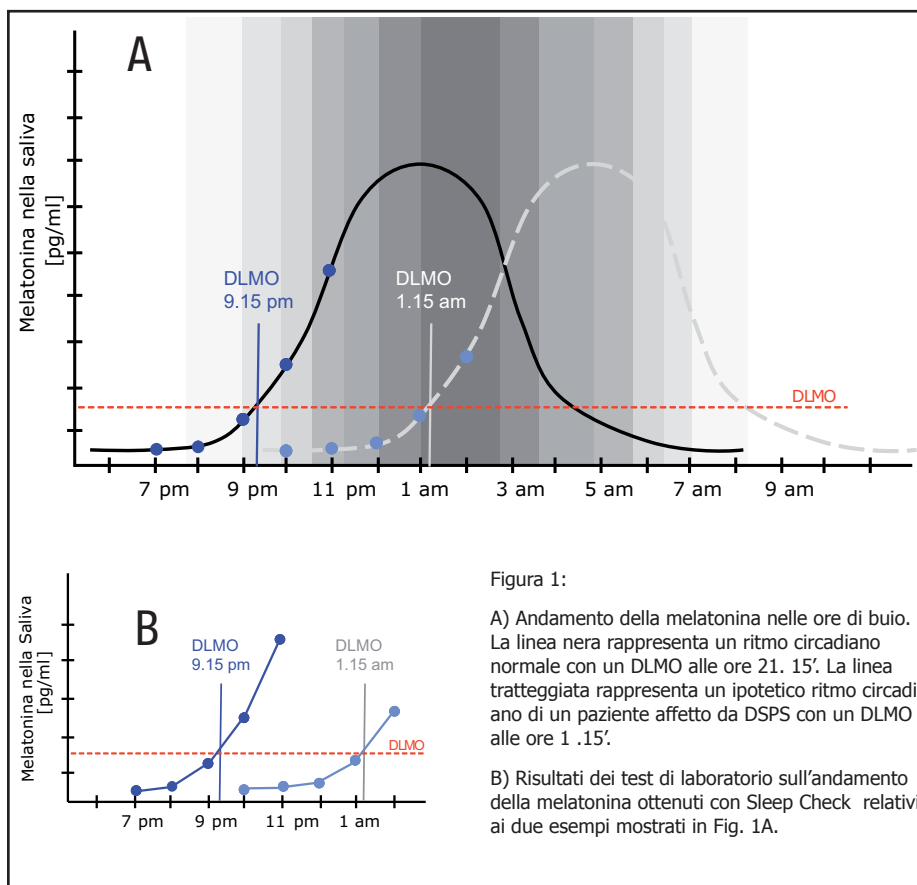 A
Melatonina nella saliva
[pg/ml]
DLMO
9.15 pm
DLMO
1.15 am
DLMO
7 pm 9 pm 11 pm 1 am 3 am 5 am 7 am 9 am
B
Melatonina nella Saliva
[pg/ml]
DLMO
9.15 pm
DLMO
1.15 am
DLMO
7 pm 9 pm 11 pm 1 am
Figura 1:
A) Andamento della melatonina nelle ore di buio.
La linea nera rappresenta un ritmo circadiano
normale con un DLMO alle ore 21. 15’. La linea
tratteggiata rappresenta un ipotetico ritmo circadi
ano di un paziente affetto da DSPS con un DLMO
alle ore 1 .15’.
B) Risultati dei test di laboratorio sull’andamento
della melatonina ottenuti con Sleep Check relativi
ai due esempi mostrati in Fig. 1A.